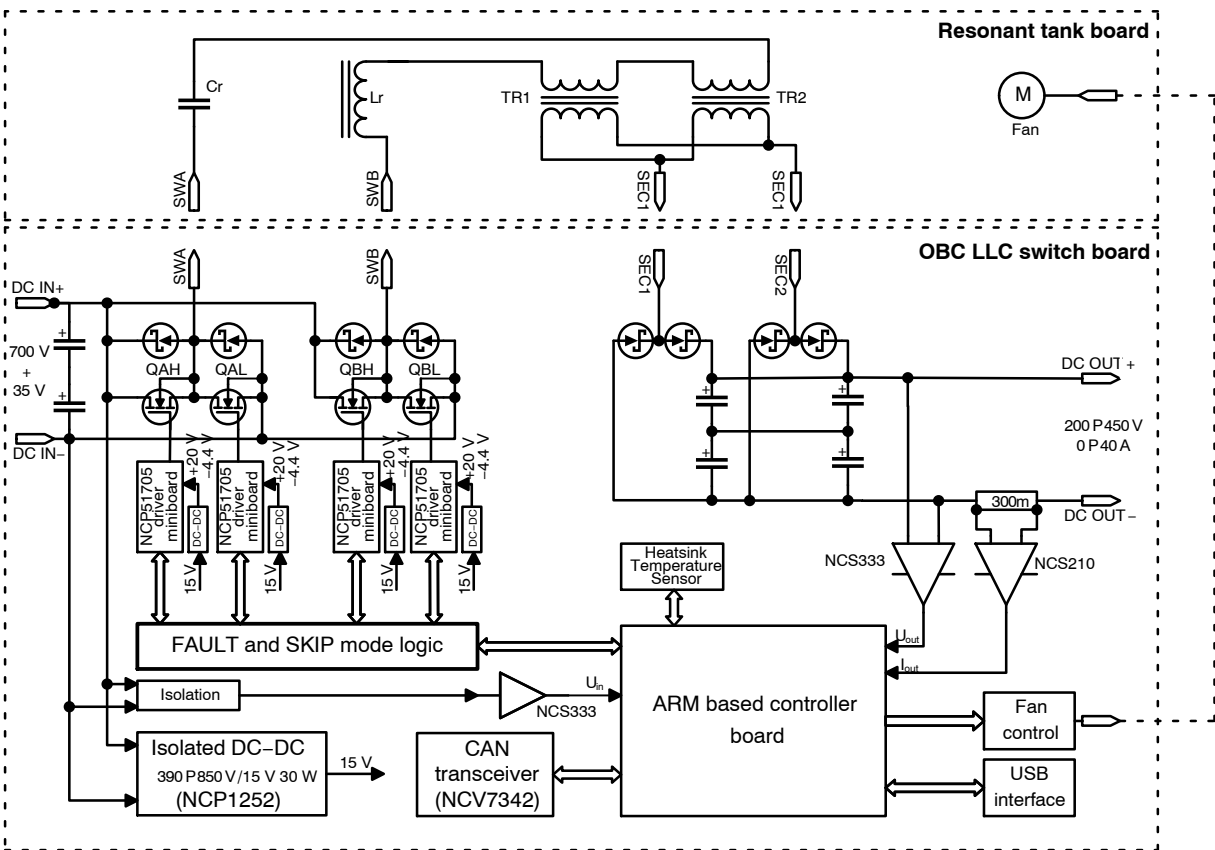 Resonant tank board
Cr
Lr
TR1
TR2
M
Fan
SWA
SWB
SEC1
SEC1
OBC LLC switch board
SWA
SWB
SEC1
SEC2
DC IN+
+
700 V
+
35 V
+
DC IN−
QAH
QAL
QBH
QBL
+
+
+
+
DC OUT +
200 P450 V
0 P40 A
DC OUT −
300m
NCP51705
driver
miniboard
DC−DC
+20 V
−4.4 V
15 V
NCP51705
driver
miniboard
DC−DC
+20 V
−4.4 V
15 V
NCP51705
driver
miniboard
DC−DC
+20 V
−4.4 V
15 V
NCP51705
driver
miniboard
DC−DC
+20 V
−4.4 V
15 V
Heatsink
Temperature
Sensor
NCS333
NCS210
FAULT and SKIP mode logic
Uout
Iout
Isolation
Uin
NCS333
ARM based controller
board
Fan
control
Isolated DC−DC
390 P850 V/15 V 30 W
(NCP1252)
15 V
CAN
transceiver
(NCV7342)
USB
interface